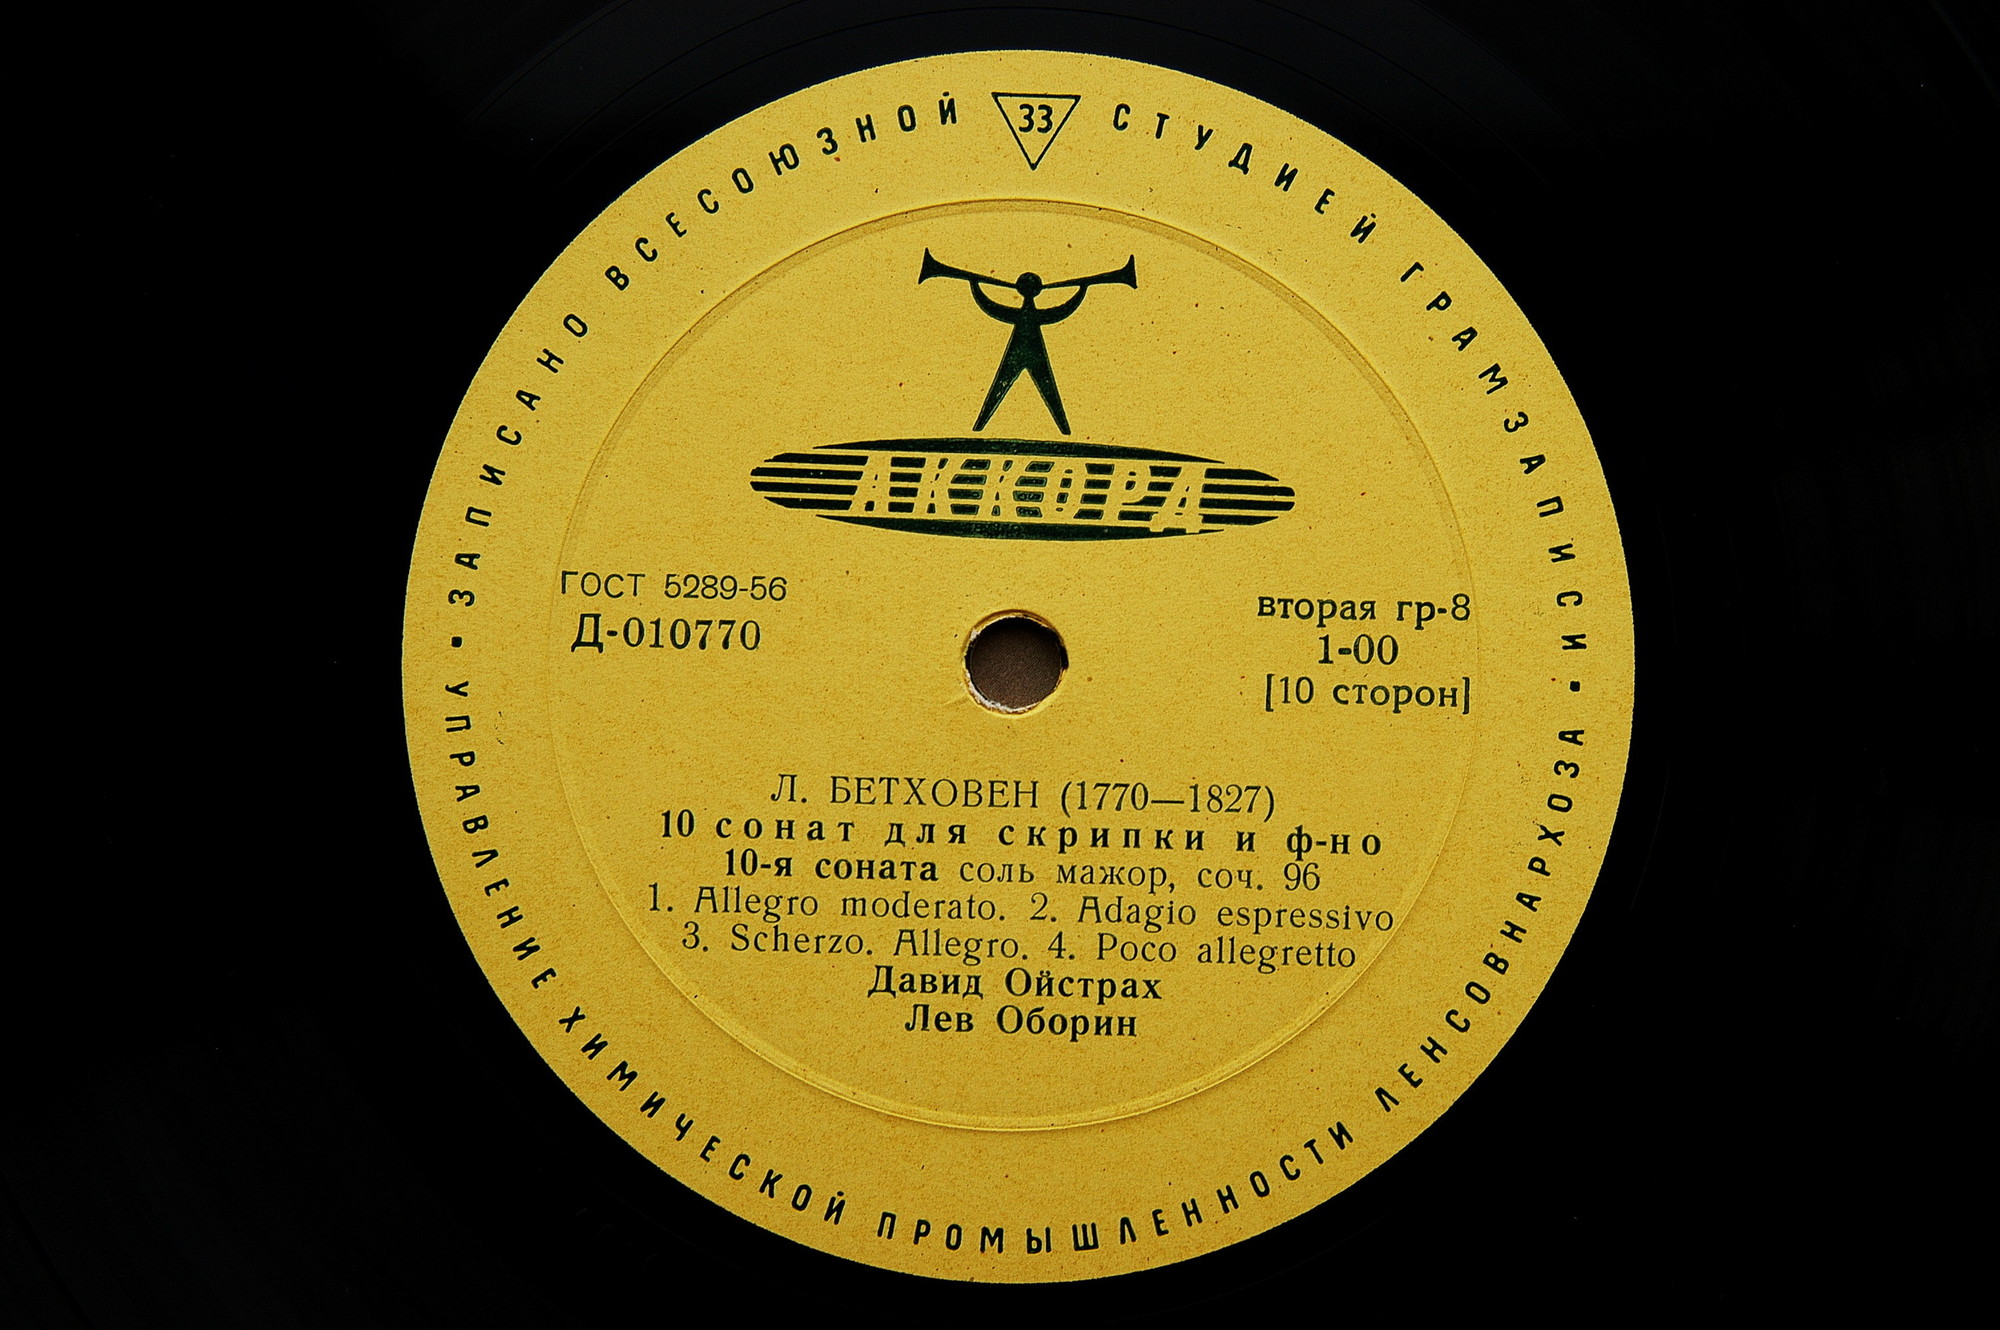 ЗАПИСАНО ВСЕСОЮЗНОЙ 33 СТУДИЕЙ ГРАМЗАПИСИ
АККОРД
ГОСТ 5289-56
Д-010770
вторая гр-8
1-00
[10 сторон]
Л. БЕТХОВЕН (1770—1827)
10 сонат для скрипки и ф-но
10-я соната соль мажор, соч. 96
1. Allegro moderato. 2. Adagio espressivo
3. Scherzo. Allegro. 4. Poco allegretto
Давид Ойстрах
Лев Оборин
УПРАВЛЕНИЕ ХИМИЧЕСКОЙ ПРОМЫШЛЕННОСТИ ЛЕНСОВНАРХОЗА